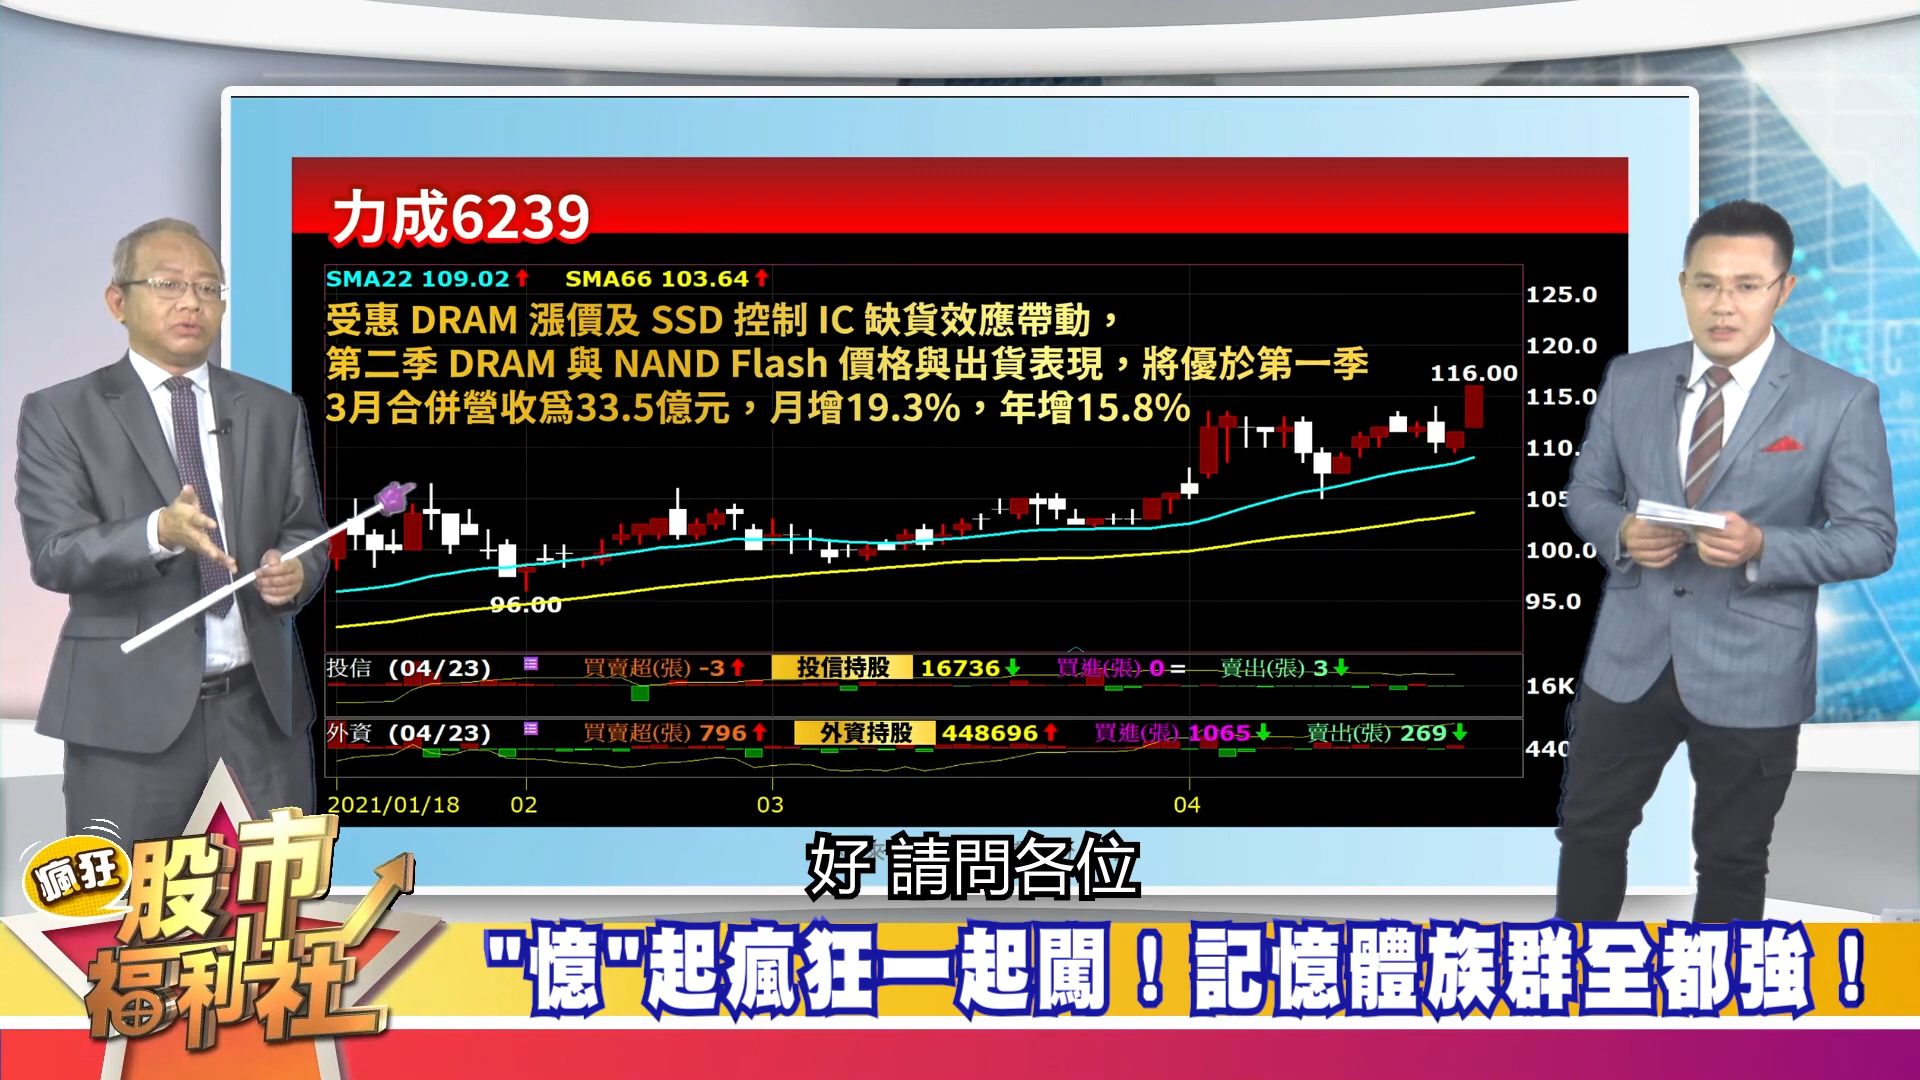 力成6239
SMA22 109.02↑ SMA66 103.64↑
受惠 DRAM 漲價及 SSD 控制 IC 缺貨效應帶動，
第二季 DRAM 與 NAND Flash 價格與出貨表現，將優於第一季
3月合併營收為33.5億元，月增19.3%，年增15.8%
125.0
120.0
116.00
115.0
110.
105
100.0
95.0
96.00
投信 (04/23) 買賣超(張) -3↑ 投信持股 16736↓ 買進(張) 0= 賣出(張) 3↓
16K
外資 (04/23) 買賣超(張) 796↑ 外資持股 448696↑ 買進(張) 1065↓ 賣出(張) 269↓
440
2021/01/18 02 03 04
好 請問各位
瘋狂
股市
福利社
"憶"起瘋狂一起闖！記憶體族群全都強！